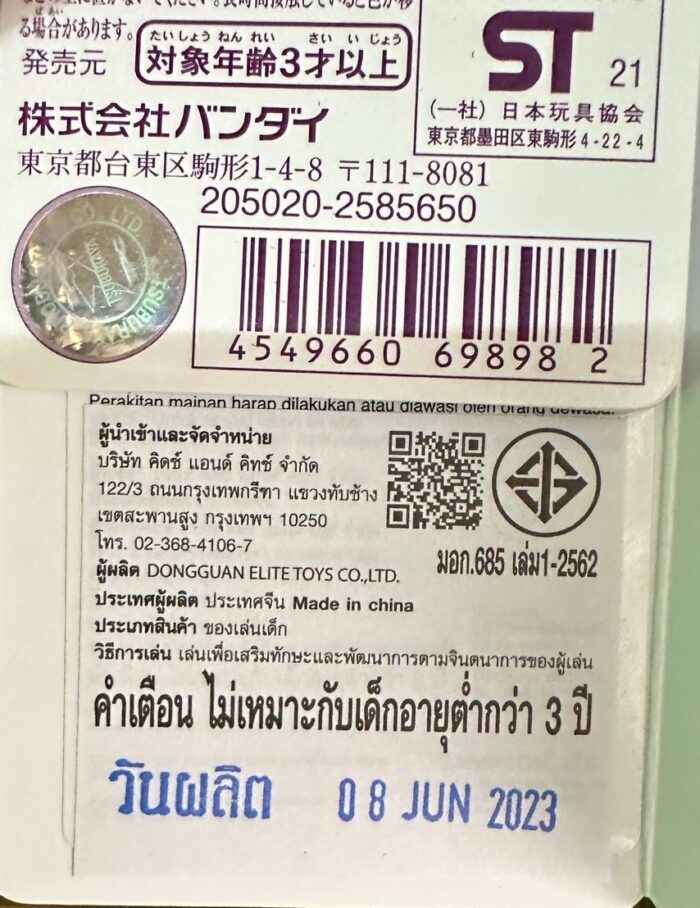 る場合があります。
たいしょう ねん れい さい い じょう
発売元 対象年齢3才以上
ST 21
(一社) 日本玩具協会
東京都墨田区東駒形 4-22-4
株式会社バンダイ
東京都台東区駒形1-4-8 〒111-8081
205020-2585650
4549660 69898 2
Perakitan mainan harap dilakukan atau diawasi oleh orang dewasa.
ผู้นำเข้าและจัดจำหน่าย
บริษัท คิดช์ แอนด์ คิทช์ จำกัด
122/3 ถนนกรุงเทพกรีฑา แขวงทับช้าง
เขตสะพานสูง กรุงเทพฯ 10250
โทร. 02-368-4106-7
มอก.685 เล่ม1-2562
ผู้ผลิต DONGGUAN ELITE TOYS CO.,LTD.
ประเทศผู้ผลิต ประเทศจีน Made in china
ประเภทสินค้า ของเล่นเด็ก
วิธีการเล่น เล่นเพื่อเสริมทักษะและพัฒนาการตามจินตนาการของผู้เล่น
คำเตือน ไม่เหมาะกับเด็กอายุต่ำกว่า 3 ปี
วันผลิต 08 JUN 2023